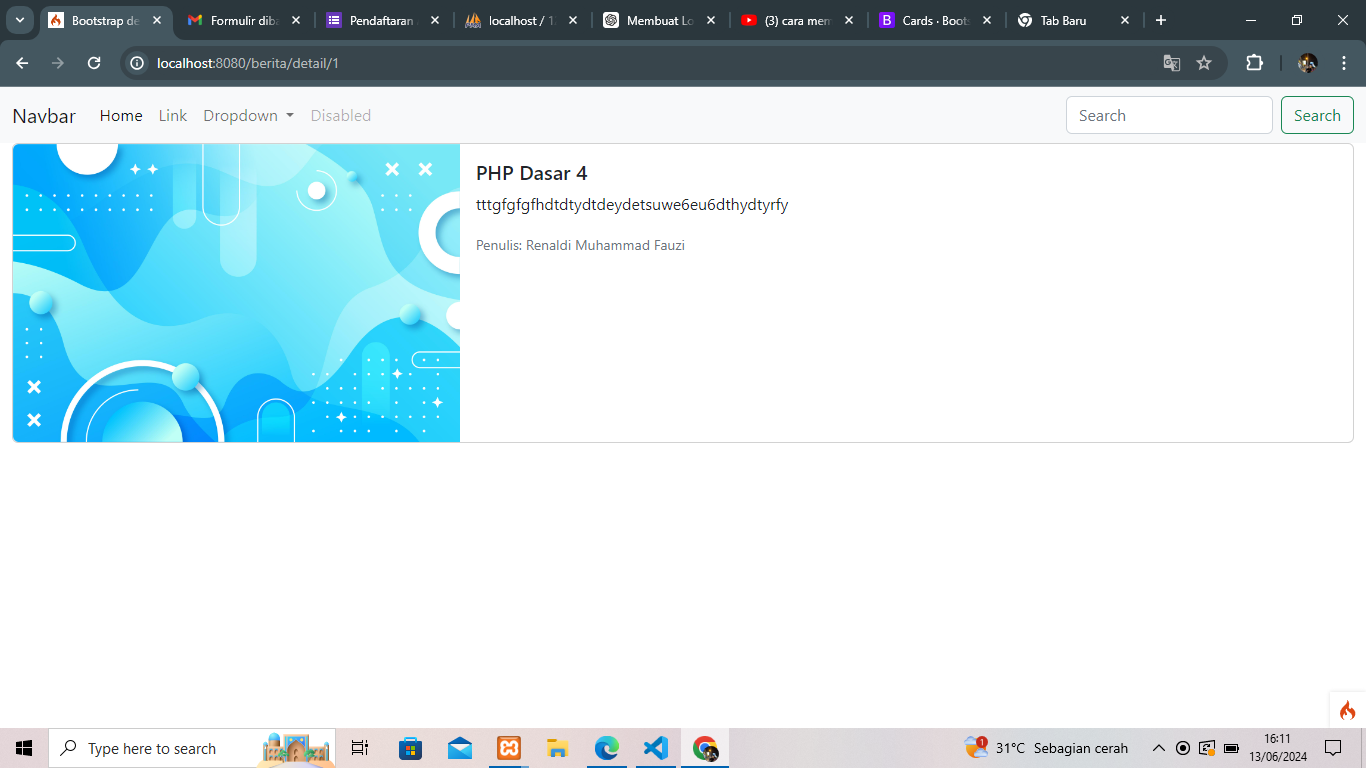 Bootstrap de
Formulir diba
Pendaftaran
localhost / 1
Membuat Lo
(3) cara mem
Cards · Boots
Tab Baru
localhost:8080/berita/detail/1
Navbar Home Link Dropdown Disabled Search Search
PHP Dasar 4
tttgfgfgfhdtdtydtdeydetsuwe6eu6dthydtyrfy
Penulis: Renaldi Muhammad Fauzi
Type here to search
1
31°C Sebagian cerah
16:11
13/06/2024